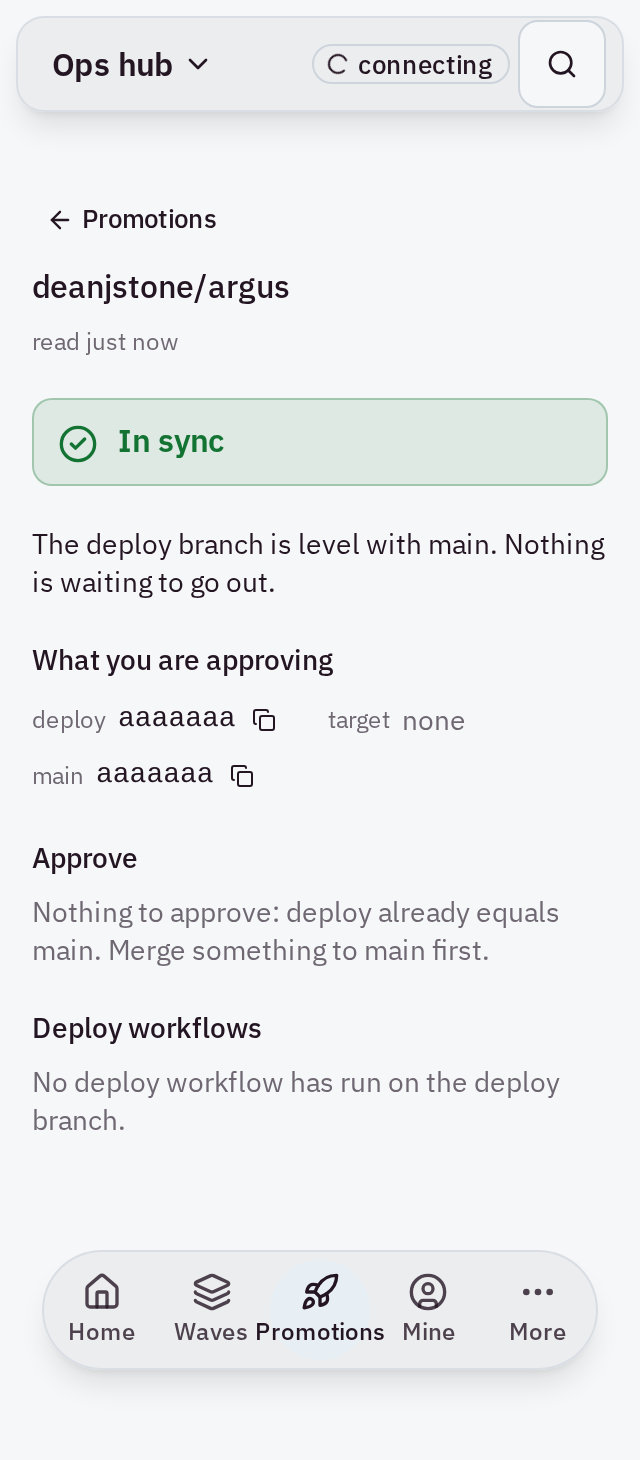 Ops hub
connecting
Promotions
deanjstone/argus
read just now
In sync
The deploy branch is level with main. Nothing
is waiting to go out.
What you are approving
deploy aaaaaaa target none
main aaaaaaa
Approve
Nothing to approve: deploy already equals
main. Merge something to main first.
Deploy workflows
No deploy workflow has run on the deploy
branch.
Home Waves Promotions Mine More